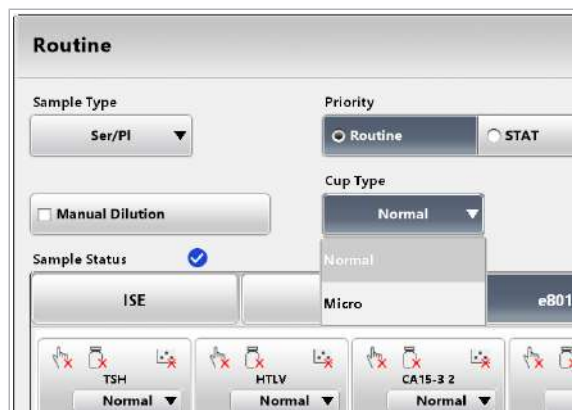 Routine
Sample Type
Priority
Ser/Pl
Routine
STAT
Cup Type
Manual Dilution
Normal
Sample Status
Normal
ISE
Micro
e801
TSH
HTLV
CA15-3 2
Normal
Normal
Normal